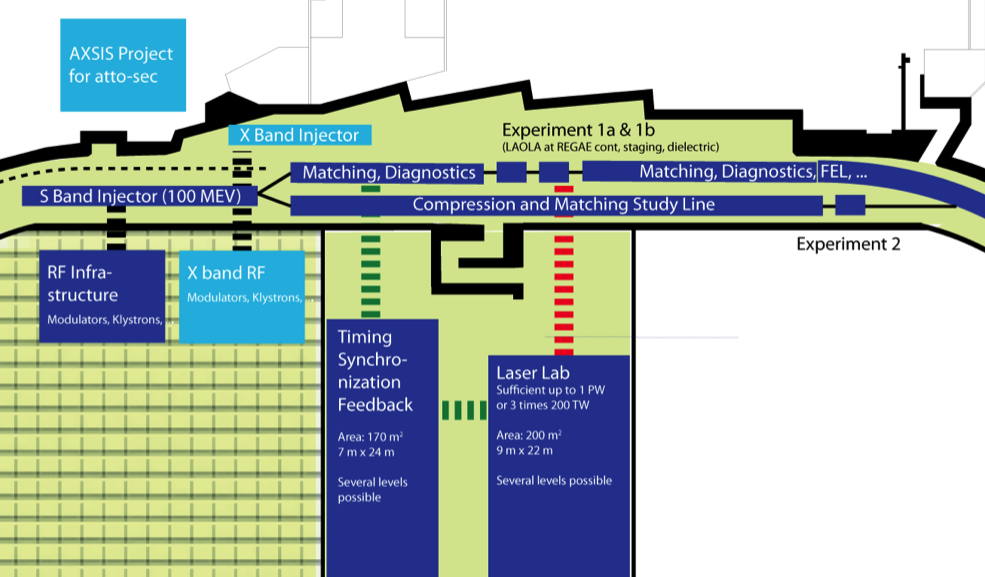 AXSIS Project
for atto-sec
X Band Injector
Experiment 1a & 1b
(LAOLA at REGAE cont, staging, dielectric)
Matching, Diagnostics
Matching, Diagnostics, FEL, ...
S Band Injector (100 MEV)
Compression and Matching Study Line
Experiment 2
RF Infra-
structure
Modulators, Klystrons, ...
X band RF
Modulators, Klystrons, ...
Timing
Synchro-
nization
Feedback
Area: 170 m²
7 m x 24 m
Several levels
possible
Laser Lab
Sufficient up to 1 PW
or 3 times 200 TW
Area: 200 m²
9 m x 22 m
Several levels possible